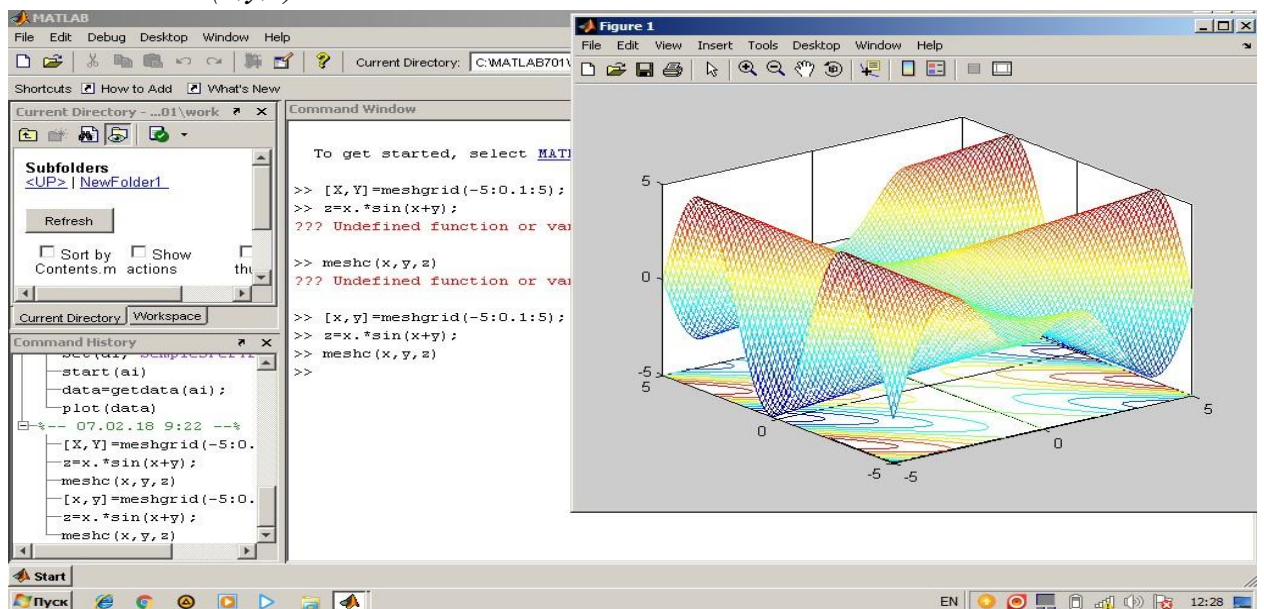 MATLAB
File Edit Debug Desktop Window Help
Current Directory: C:\MATLAB701\
Shortcuts How to Add What's New
Current Directory - ...01\work
Subfolders
<UP> | NewFolder1
Refresh
Sort by Show
Contents.m actions
Current Directory Workspace
Command History
start(ai)
data=getdata(ai);
plot(data)
%-- 07.02.18 9:22 --%
[X,Y]=meshgrid(-5:0.
z=x.*sin(x+y);
meshc(x,y,z)
[x,y]=meshgrid(-5:0.
z=x.*sin(x+y);
meshc(x,y,z)
Command Window
To get started, select MATL
>> [X,Y]=meshgrid(-5:0.1:5);
>> z=x.*sin(x+y);
??? Undefined function or var
>> meshc(x,y,z)
??? Undefined function or var
>> [x,y]=meshgrid(-5:0.1:5);
>> z=x.*sin(x+y);
>> meshc(x,y,z)
>>
Figure 1
File Edit View Insert Tools Desktop Window Help
5
0
-5
5
0
-5
-5
0
5
Start
Пуск
EN
12:28